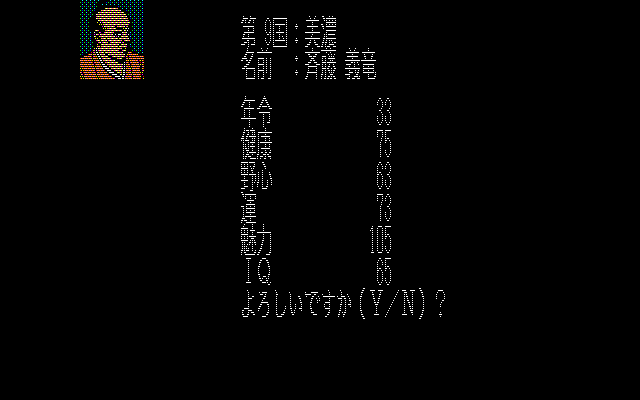 第 9国：美濃
名前 ：斉藤 義竜
年令 33
健康 75
野心 63
運 73
魅力 105
ＩＱ 65
よろしいですか(Y/N)？